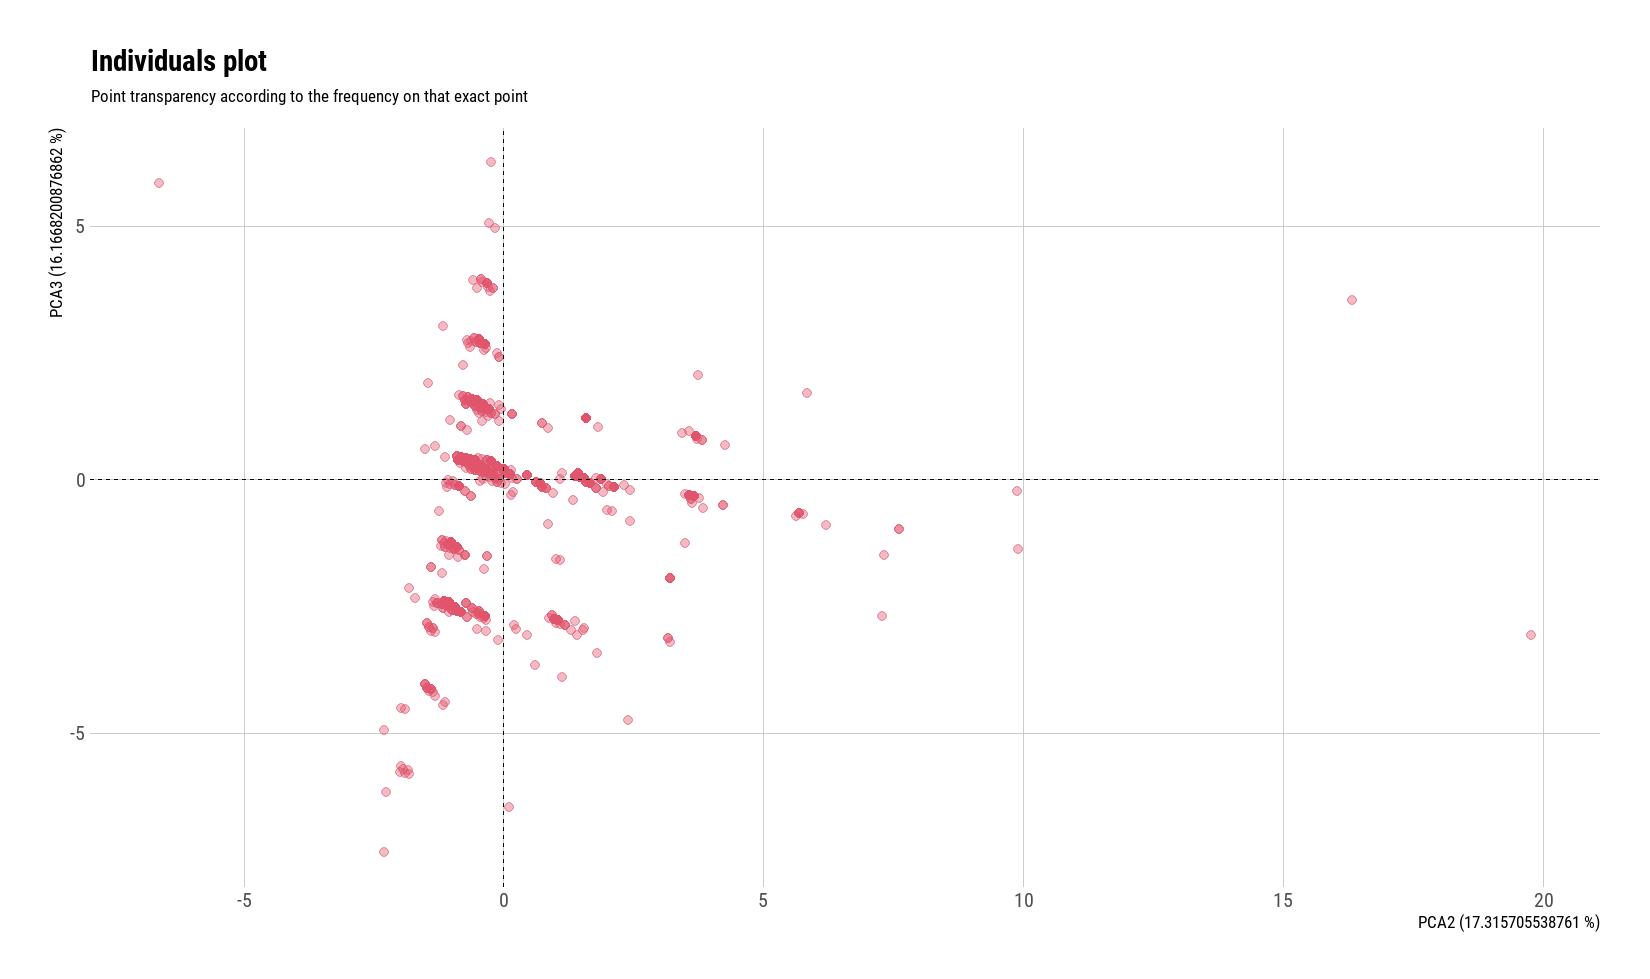 Individuals plot
Point transparency according to the frequency on that exact point
PCA3 (16.1668200876862 %)
5
0
-5
-5
0
5
10
15
20
PCA2 (17.315705538761 %)